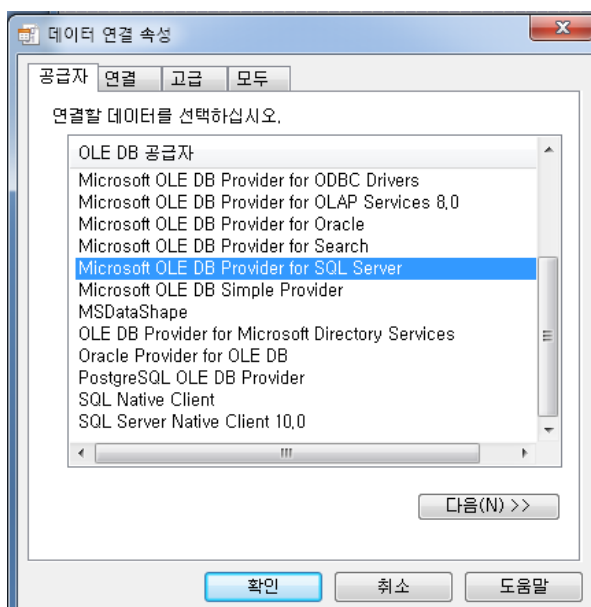 데이터 연결 속성
공급자 연결 고급 모두
연결할 데이터를 선택하십시오.
OLE DB 공급자
Microsoft OLE DB Provider for ODBC Drivers
Microsoft OLE DB Provider for OLAP Services 8.0
Microsoft OLE DB Provider for Oracle
Microsoft OLE DB Provider for Search
Microsoft OLE DB Provider for SQL Server
Microsoft OLE DB Simple Provider
MSDataShape
OLE DB Provider for Microsoft Directory Services
Oracle Provider for OLE DB
PostgreSQL OLE DB Provider
SQL Native Client
SQL Server Native Client 10.0
다음(N) >>
확인 취소 도움말